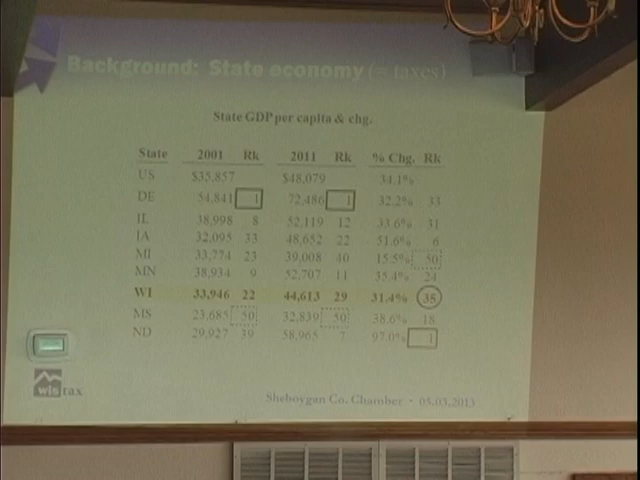 Background: State economy (= taxes)
State GDP per capita & chg.
State 2001 Rk 2011 Rk % Chg. Rk
US $35,857 $48,079 34.1%
DE 54,841 1 72,486 1 32.2% 33
IL 38,998 8 52,119 12 33.6% 31
IA 32,095 33 48,652 22 51.6% 6
MI 33,774 23 39,008 40 15.5% 50
MN 38,934 9 52,707 11 35.4% 24
WI 33,946 22 44,613 29 31.4% 35
MS 23,685 50 32,839 50 38.6% 18
ND 29,927 39 58,965 7 97.0% 1
wistax
Sheboygan Co. Chamber • 05.03.2013